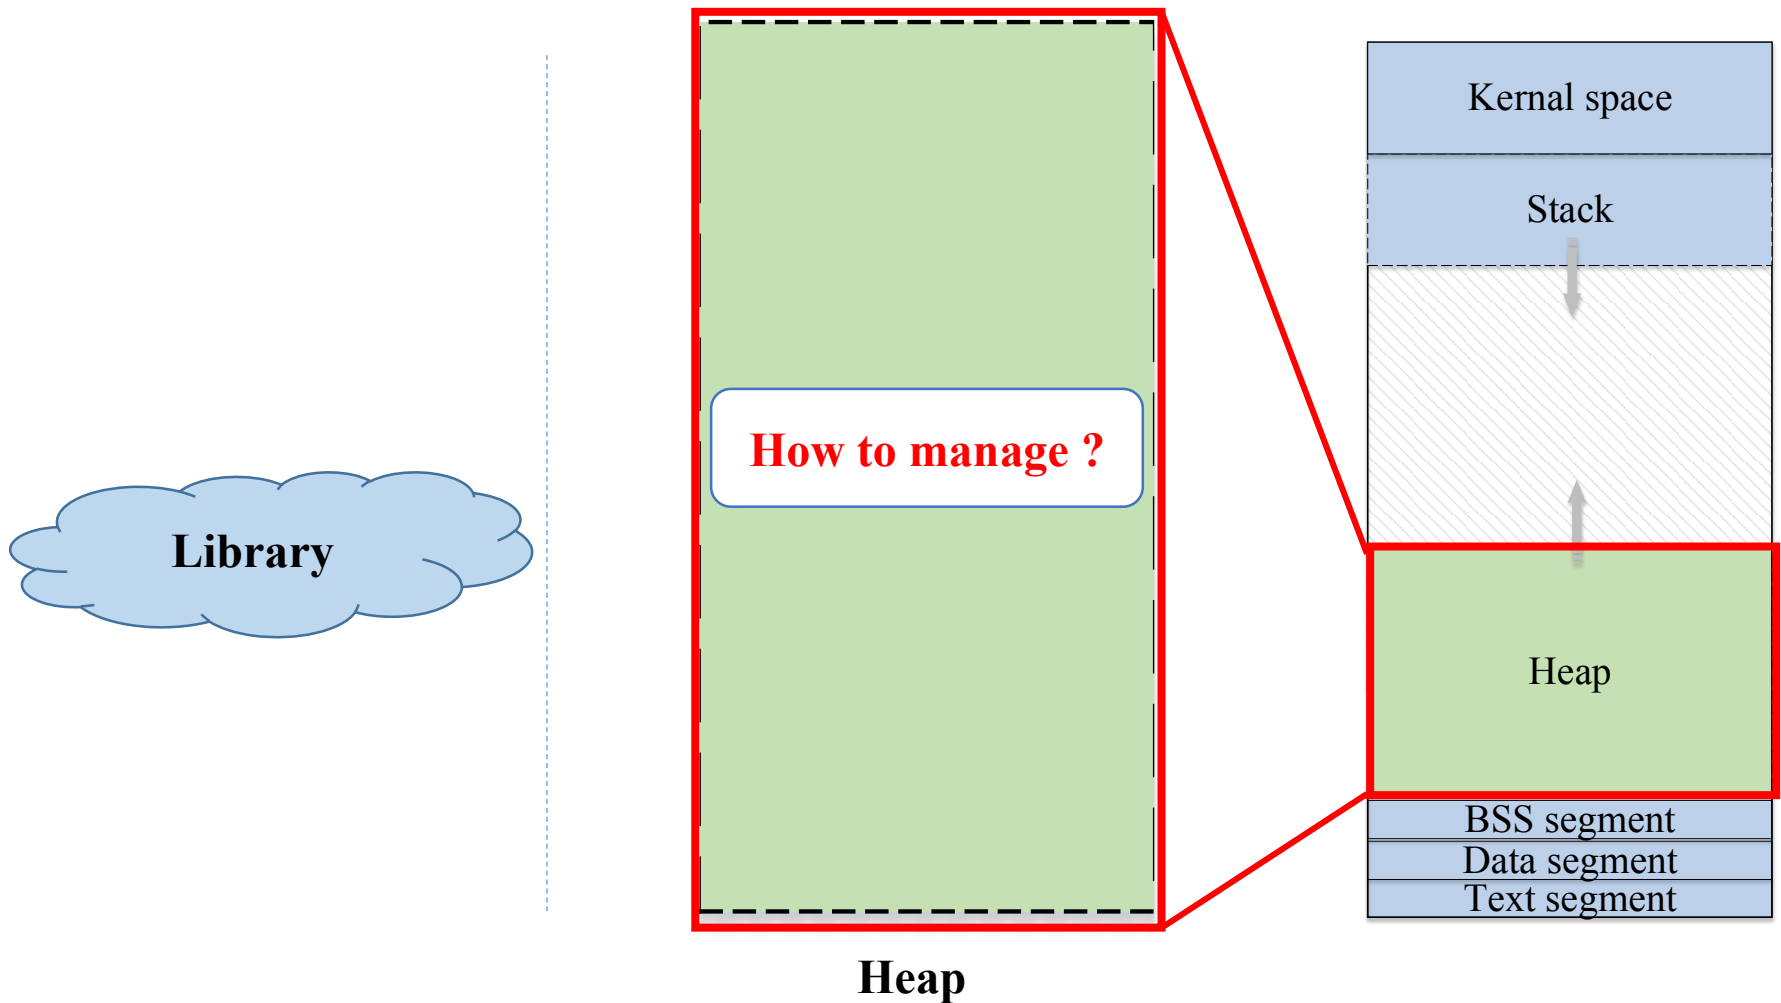 Library
How to manage ?
Heap
Kernal space
Stack
Heap
BSS segment
Data segment
Text segment